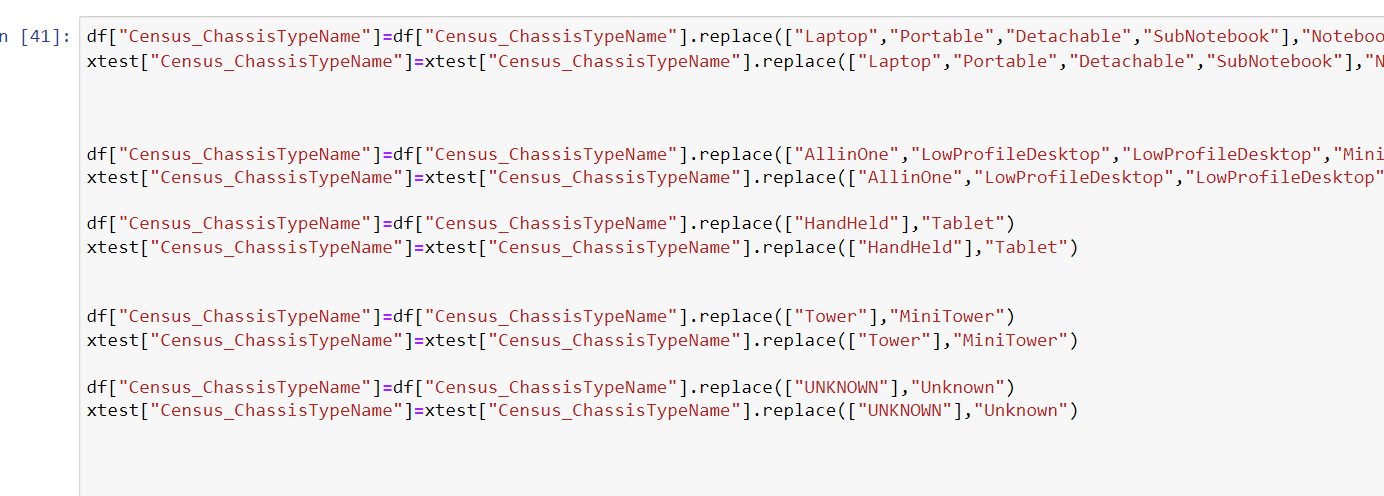 n [41]:
df["Census_ChassisTypeName"]=df["Census_ChassisTypeName"].replace(["Laptop","Portable","Detachable","SubNotebook"],"Noteboo
xtest["Census_ChassisTypeName"]=xtest["Census_ChassisTypeName"].replace(["Laptop","Portable","Detachable","SubNotebook"],"N
df["Census_ChassisTypeName"]=df["Census_ChassisTypeName"].replace(["AllinOne","LowProfileDesktop","LowProfileDesktop","Mini
xtest["Census_ChassisTypeName"]=xtest["Census_ChassisTypeName"].replace(["AllinOne","LowProfileDesktop","LowProfileDesktop"
df["Census_ChassisTypeName"]=df["Census_ChassisTypeName"].replace(["HandHeld"],"Tablet")
xtest["Census_ChassisTypeName"]=xtest["Census_ChassisTypeName"].replace(["HandHeld"],"Tablet")
df["Census_ChassisTypeName"]=df["Census_ChassisTypeName"].replace(["Tower"],"MiniTower")
xtest["Census_ChassisTypeName"]=xtest["Census_ChassisTypeName"].replace(["Tower"],"MiniTower")
df["Census_ChassisTypeName"]=df["Census_ChassisTypeName"].replace(["UNKNOWN"],"Unknown")
xtest["Census_ChassisTypeName"]=xtest["Census_ChassisTypeName"].replace(["UNKNOWN"],"Unknown")